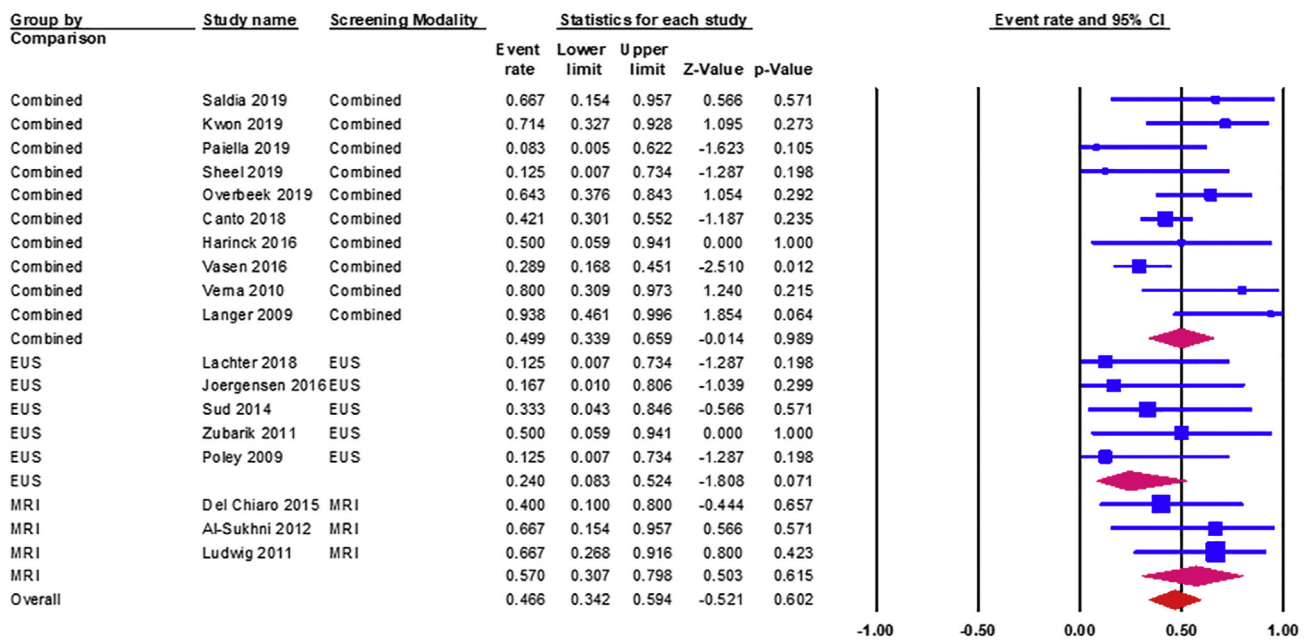 Group by Study name Screening Modality Statistics for each study Event rate and 95% CI
Comparison
Event Lower Upper
rate limit limit Z-Value p-Value
Combined Saldia 2019 Combined 0.667 0.154 0.957 0.566 0.571
Combined Kwon 2019 Combined 0.714 0.327 0.928 1.095 0.273
Combined Paiella 2019 Combined 0.083 0.005 0.622 -1.623 0.105
Combined Sheel 2019 Combined 0.125 0.007 0.734 -1.287 0.198
Combined Overbeek 2019 Combined 0.643 0.376 0.843 1.054 0.292
Combined Canto 2018 Combined 0.421 0.301 0.552 -1.187 0.235
Combined Harinck 2016 Combined 0.500 0.059 0.941 0.000 1.000
Combined Vasen 2016 Combined 0.289 0.168 0.451 -2.510 0.012
Combined Verna 2010 Combined 0.800 0.309 0.973 1.240 0.215
Combined Langer 2009 Combined 0.938 0.461 0.996 1.854 0.064
Combined 0.499 0.339 0.659 -0.014 0.989
EUS Lachter 2018 EUS 0.125 0.007 0.734 -1.287 0.198
EUS Joergensen 2016 EUS 0.167 0.010 0.806 -1.039 0.299
EUS Sud 2014 EUS 0.333 0.043 0.846 -0.566 0.571
EUS Zubarik 2011 EUS 0.500 0.059 0.941 0.000 1.000
EUS Poley 2009 EUS 0.125 0.007 0.734 -1.287 0.198
EUS 0.240 0.083 0.524 -1.808 0.071
MRI Del Chiaro 2015 MRI 0.400 0.100 0.800 -0.444 0.657
MRI Al-Sukhni 2012 MRI 0.667 0.154 0.957 0.566 0.571
MRI Ludwig 2011 MRI 0.667 0.268 0.916 0.800 0.423
MRI 0.570 0.307 0.798 0.503 0.615
Overall 0.466 0.342 0.594 -0.521 0.602
-1.00 -0.50 0.00 0.50 1.00